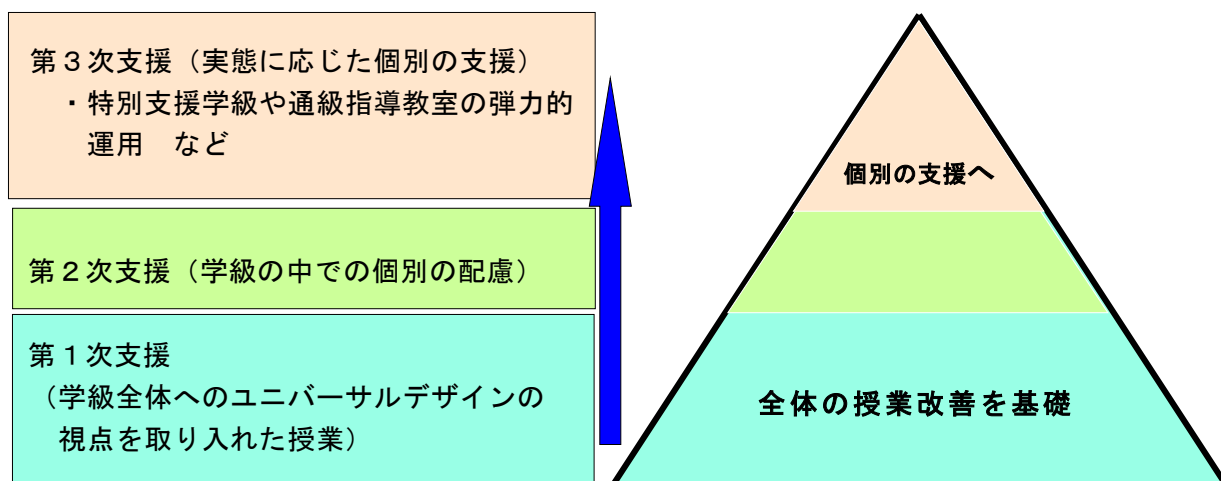 第３次支援（実態に応じた個別の支援）
・特別支援学級や通級指導教室の弾力的
運用　など
第２次支援（学級の中での個別の配慮）
第１次支援
（学級全体へのユニバーサルデザインの
視点を取り入れた授業）
個別の支援へ
全体の授業改善を基礎